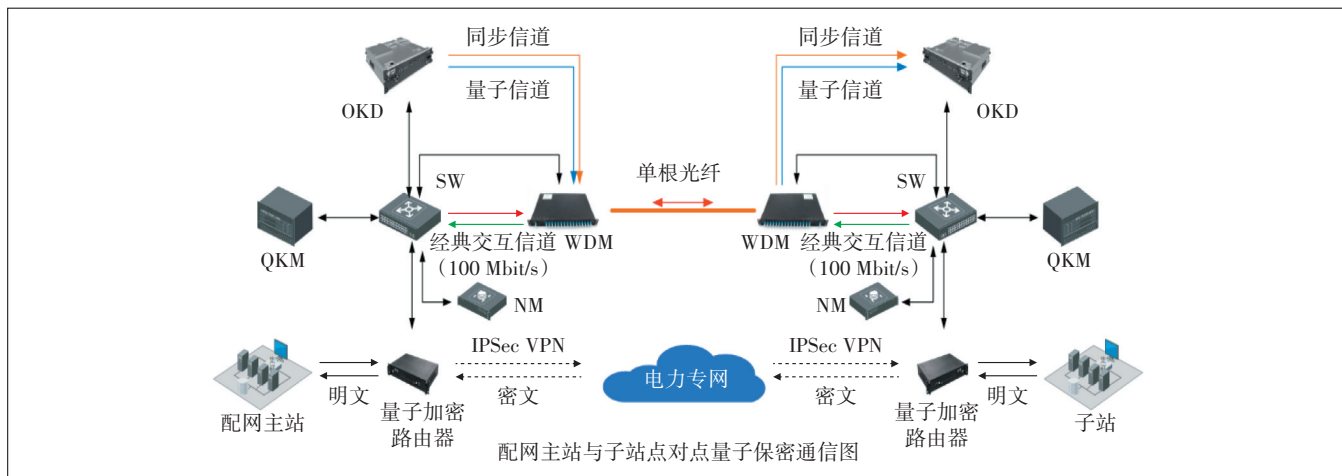 同步信道
同步信道
量子信道
量子信道
OKD
OKD
单根光纤
SW
SW
经典交互信道
WDM
WDM
经典交互信道
QKM
(100 Mbit/s)
(100 Mbit/s)
QKM
NM
NM
IPSec VPN
IPSec VPN
电力专网
明文
密文
密文
明文
配网主站
量子加密
路由器
量子加密
路由器
子站
配网主站与子站点对点量子保密通信图